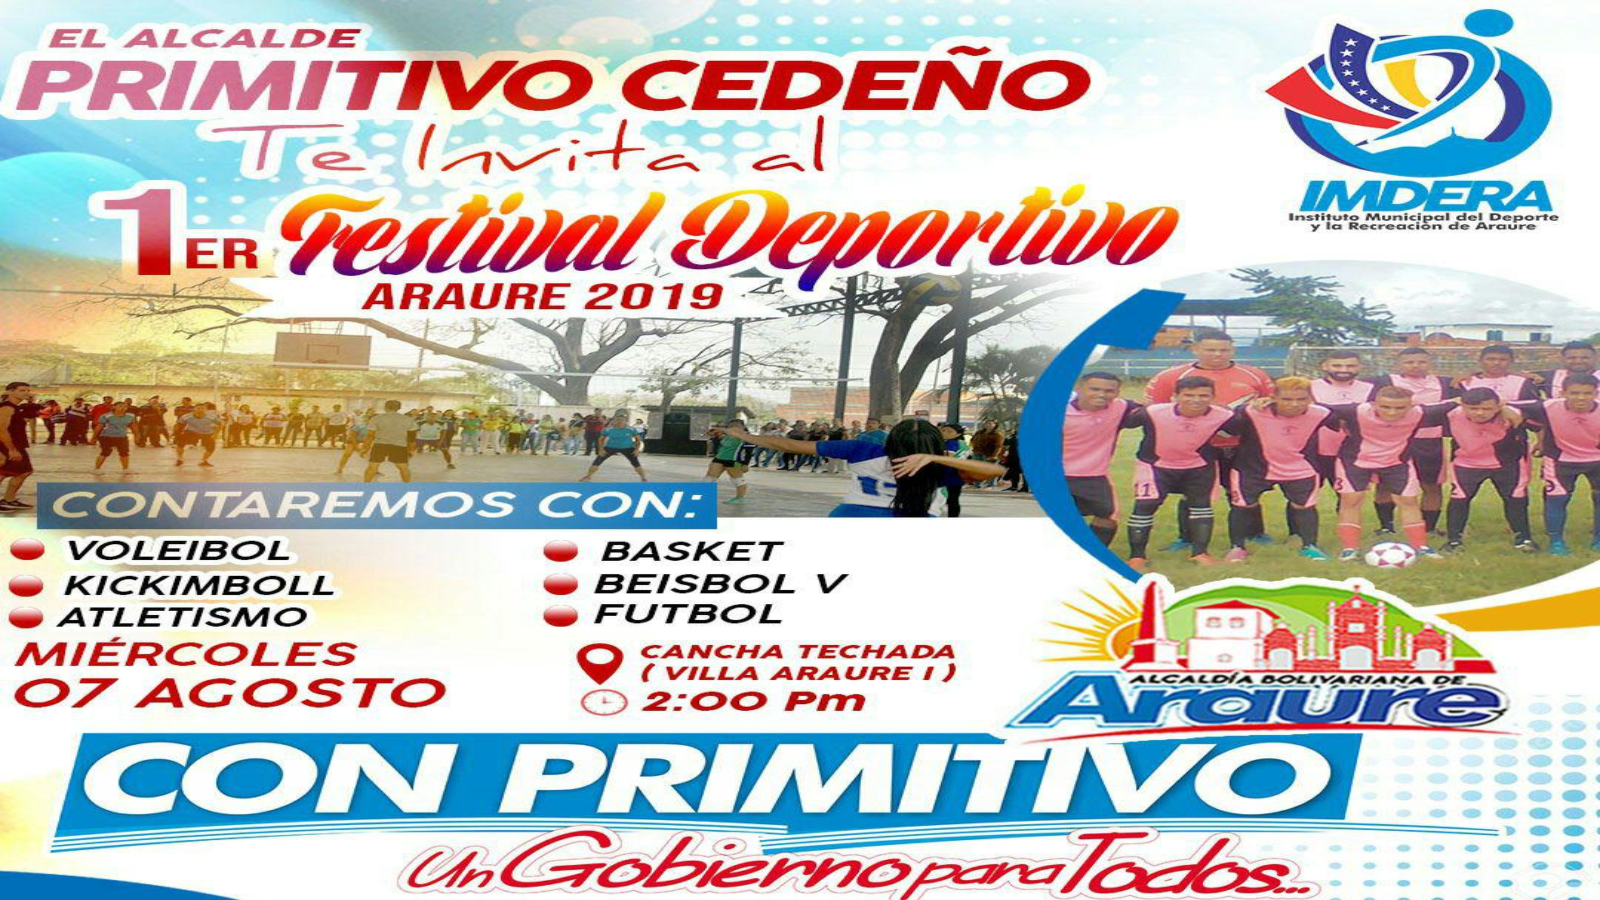 EL ALCALDE
PRIMITIVO CEDEÑO
Te Invita al
1ER Festival Deportivo
ARAURE 2019
IMDERA
Instituto Municipal del Deporte
y la Recreación de Araure
CONTAREMOS CON:
VOLEIBOL
KICKIMBOLL
ATLETISMO
BASKET
BEISBOL V
FUTBOL
MIÉRCOLES
07 AGOSTO
CANCHA TECHADA
( VILLA ARAURE I )
2:00 Pm
ALCALDÍA BOLIVARIANA DE
Araure
CON PRIMITIVO
Un Gobierno para Todos...